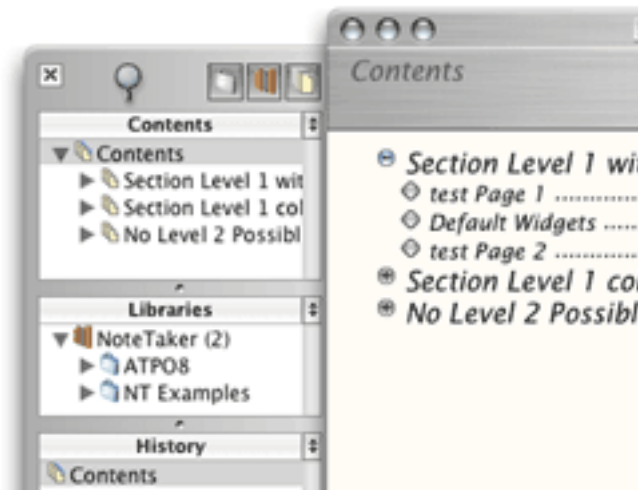 Contents
Contents
Section Level 1 wit
Section Level 1 col
No Level 2 Possibl
Libraries
NoteTaker (2)
ATPO8
NT Examples
History
Contents
Contents
Section Level 1 wit
test Page 1 ..............
Default Widgets .....
test Page 2 ..............
Section Level 1 col
No Level 2 Possibl